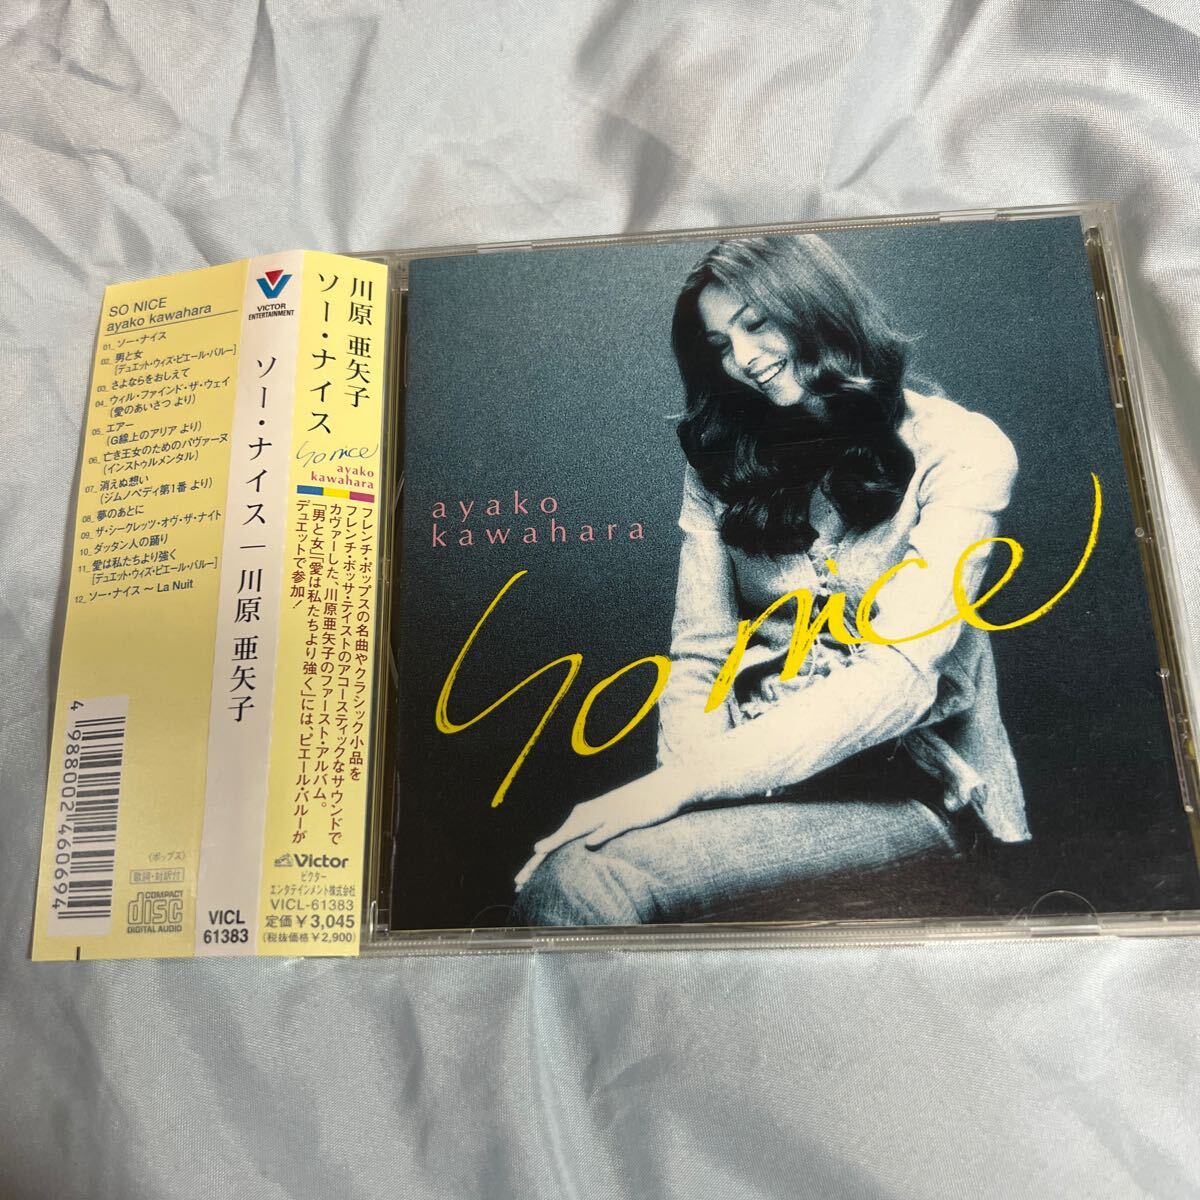 SO NICE
ayako kawahara
01_ ソー・ナイス
02_ 男と女
[デュエット・ウィズ・ピエール・バルー]
03_ さよならをおしえて
04_ ウィル・ファインド・ザ・ウェイ
(愛のあいさつ より)
05_ エアー
(G線上のアリア より)
06_ 亡き王女のためのパヴァーヌ
(インストゥルメンタル)
07_ 消えぬ想い
(ジムノペディ第1番 より)
08_ 夢のあとに
09_ ザ・シークレッツ・オヴ・ザ・ナイト
10_ ダッタン人の踊り
11_ 愛は私たちより強く
[デュエット・ウィズ・ピエール・バルー]
12_ ソー・ナイス 〜 La Nuit
4 988002 460694
〈ポップス〉
歌詞・対訳付
COMPACT
disc
DIGITAL AUDIO
VICTOR
ENTERTAINMENT
ソー・ナイス｜川原 亜矢子
VICL
61383
川原 亜矢子
ソー・ナイス
So nice
ayako
kawahara
フレンチ・ポップスの名曲やクラシック小品を
フレンチ・ボッサ・テイストのアコースティックなサウンドで
カヴァーした、川原亜矢子のファースト・アルバム。
「男と女」「愛は私たちより強く」には、ピエール・バルーが
デュエットで参加!
Victor
ビクター
エンタテインメント株式会社
VICL-61383
定価 ¥3,045
(税抜価格¥2,900)
ayako
kawahara
So nice